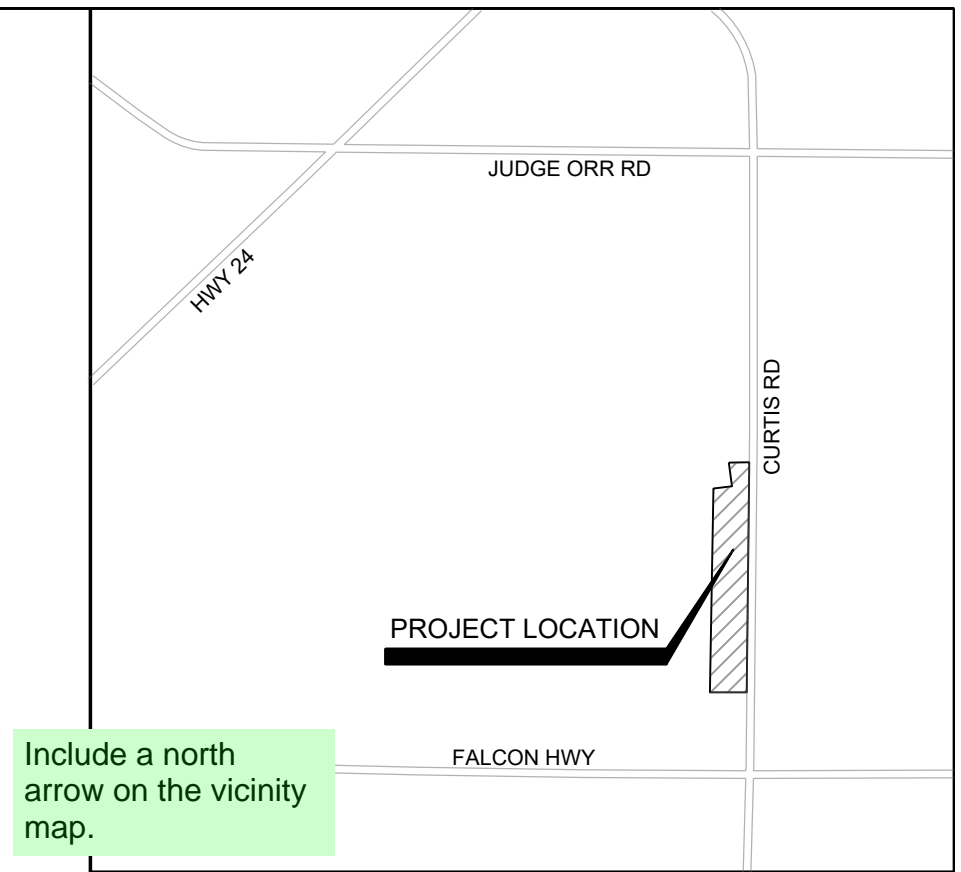 JUDGE ORR RD
HWY 24
CURTIS RD
PROJECT LOCATION
FALCON HWY
Include a north
arrow on the vicinity
map.